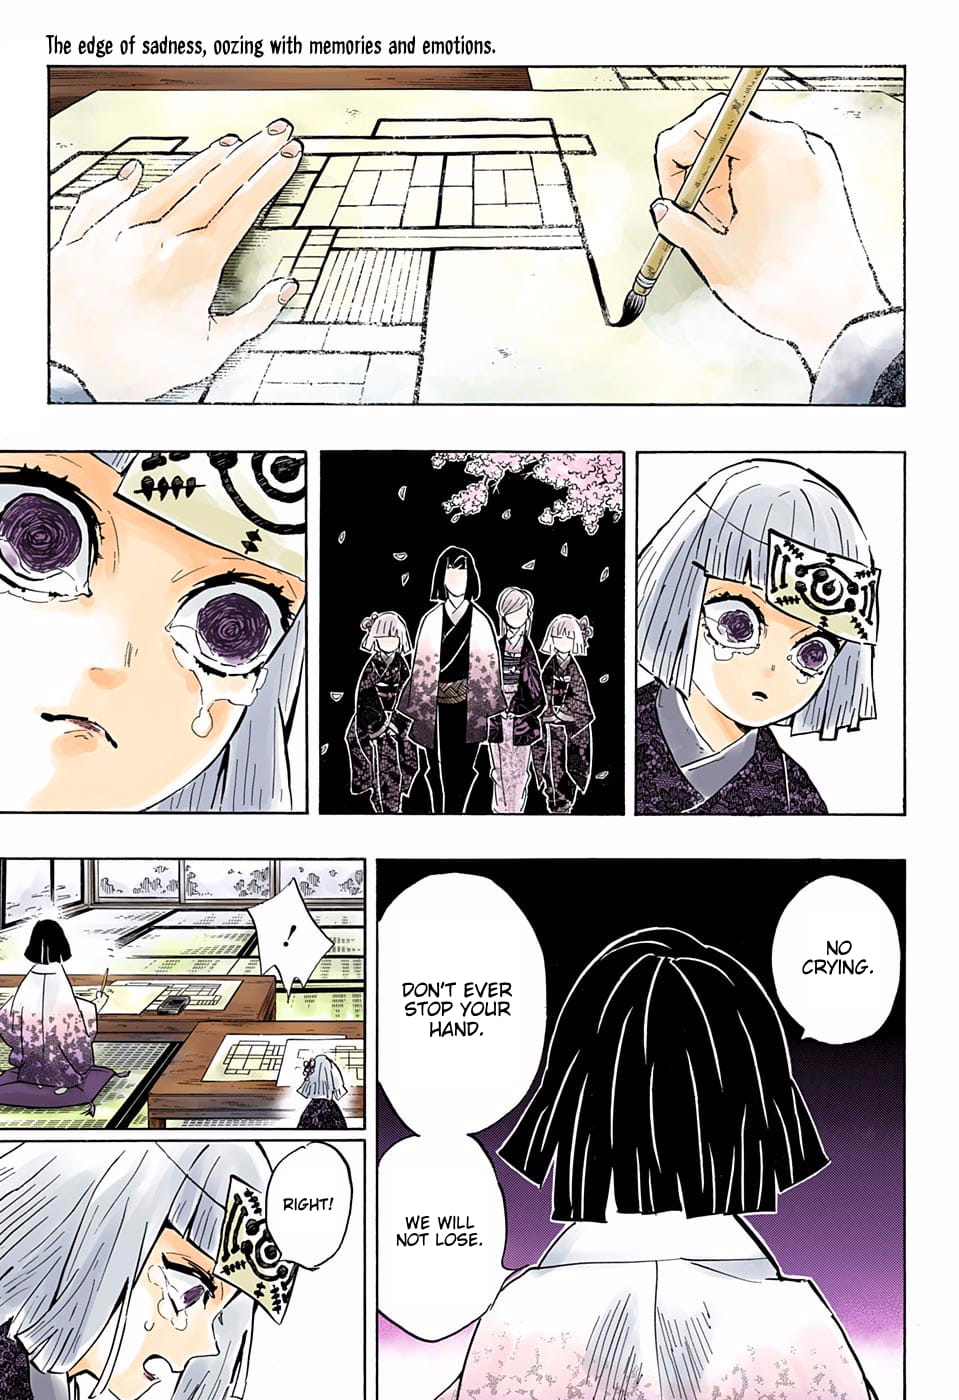 The edge of sadness, oozing with memories and emotions.
NO
CRYING.
DON'T EVER
STOP YOUR
HAND.
WE WILL
NOT LOSE.
!
RIGHT!